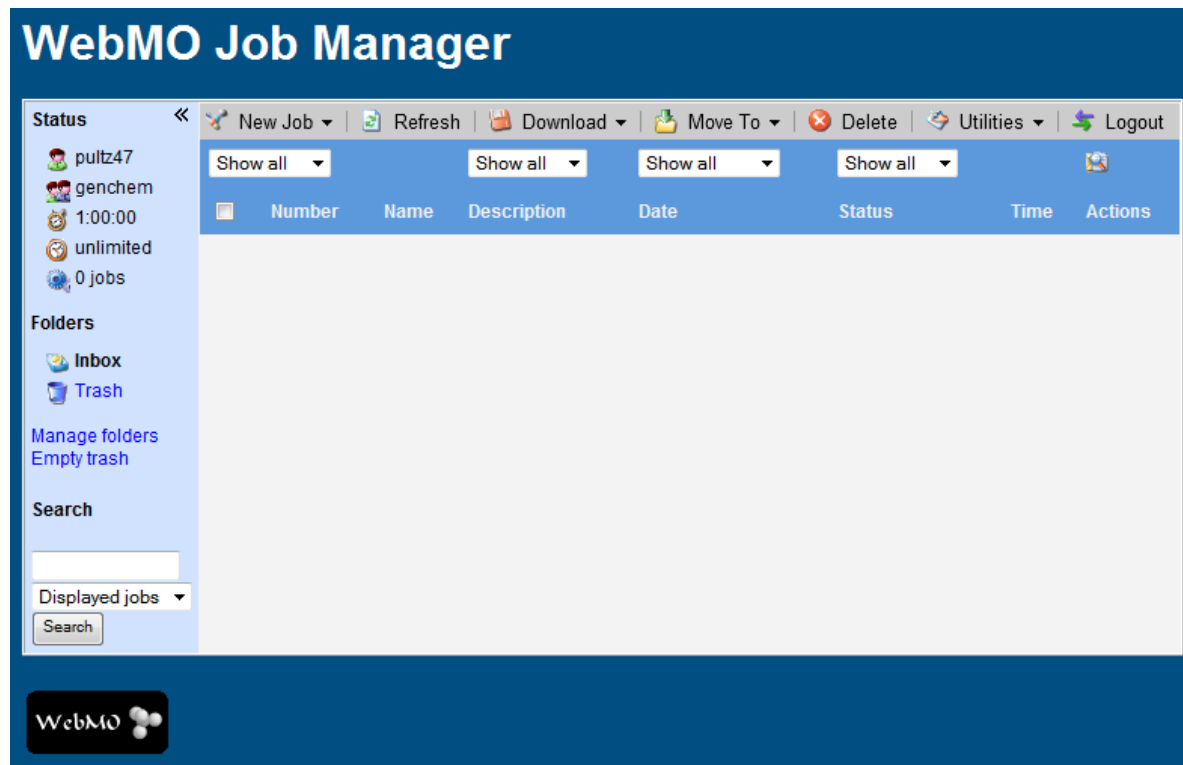 WebMO Job Manager
Status «
New Job
Refresh
Download
Move To
Delete
Utilities
Logout
pultz47
genchem
1:00:00
unlimited
0 jobs
Folders
Inbox
Trash
Manage folders
Empty trash
Search
Displayed jobs
Search
Show all
Show all
Show all
Show all
Number
Name
Description
Date
Status
Time
Actions
WebMO